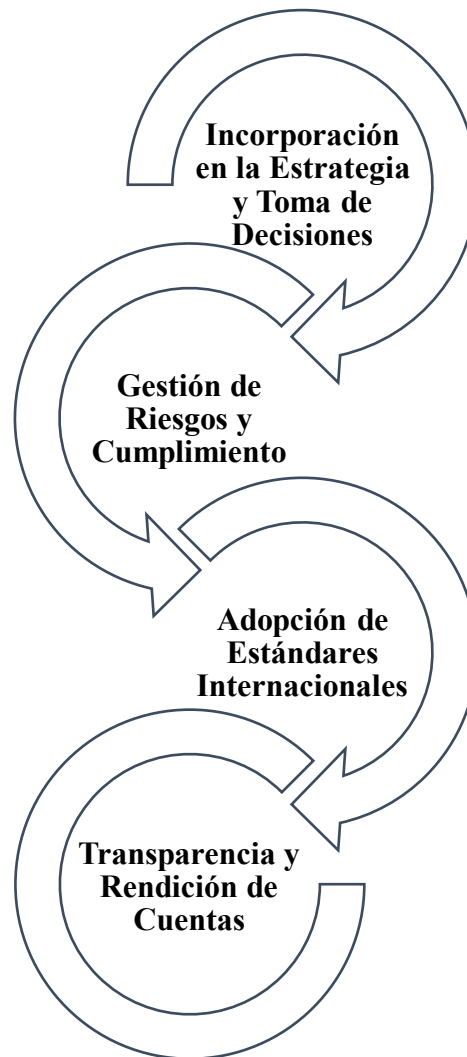 Incorporación
en la Estrategia
y Toma de
Decisiones
Gestión de
Riesgos y
Cumplimiento
Adopción de
Estándares
Internacionales
Transparencia y
Rendición de
Cuentas